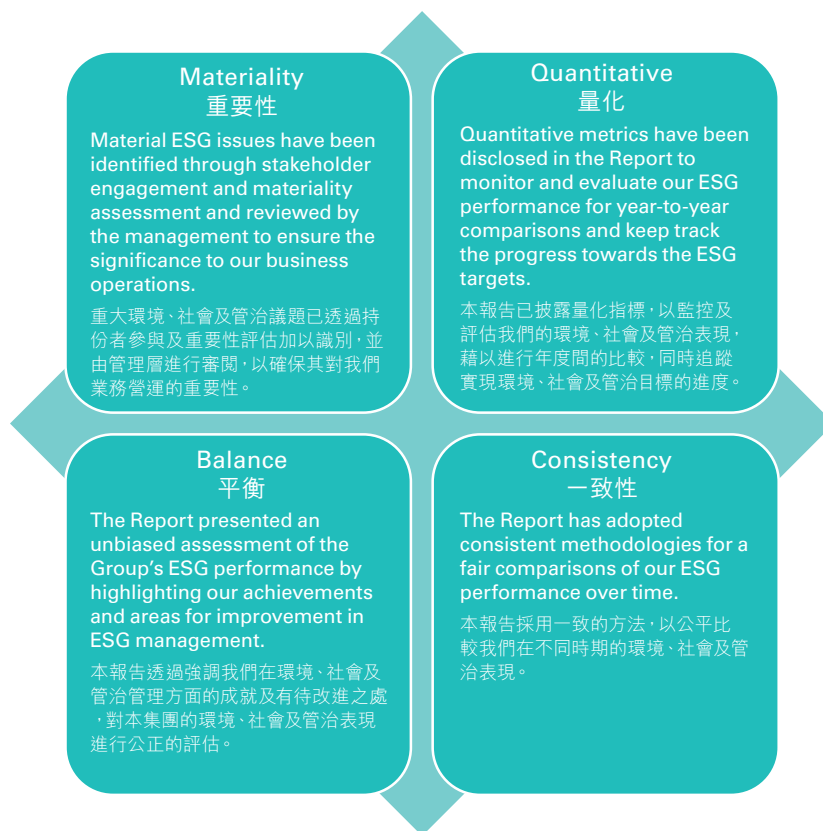 Materiality
重要性
Material ESG issues have been
identified through stakeholder
engagement and materiality
assessment and reviewed by
the management to ensure the
significance to our business
operations.
重大環境、社會及管治議題已透過持
份者參與及重要性評估加以識別，並
由管理層進行審閱，以確保其對我們
業務營運的重要性。
Quantitative
量化
Quantitative metrics have been
disclosed in the Report to
monitor and evaluate our ESG
performance for year-to-year
comparisons and keep track
the progress towards the ESG
targets.
本報告已披露量化指標，以監控及
評估我們的環境、社會及管治表現，
藉以進行年度間的比較，同時追蹤
實現環境、社會及管治目標的進度。
Balance
平衡
The Report presented an
unbiased assessment of the
Group's ESG performance by
highlighting our achievements
and areas for improvement in
ESG management.
本報告透過強調我們在環境、社會及
管治管理方面的成就及有待改進之處
，對本集團的環境、社會及管治表現
進行公正的評估。
Consistency
一致性
The Report has adopted
consistent methodologies for a
fair comparisons of our ESG
performance over time.
本報告採用一致的方法，以公平比
較我們在不同時期的環境、社會及管
治表現。